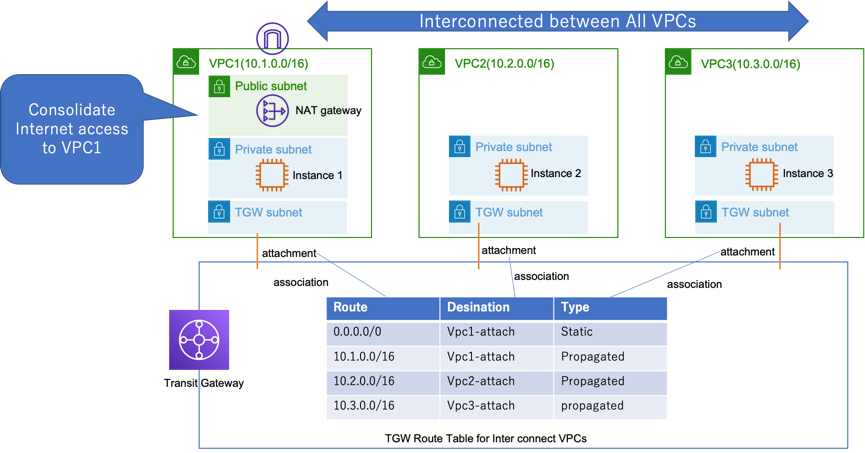 Interconnected between All VPCs
VPC1(10.1.0.0/16)
VPC2(10.2.0.0/16)
VPC3(10.3.0.0/16)
Consolidate
Internet access
to VPC1
Public subnet
NAT gateway
Private subnet
Instance 1
Private subnet
Instance 2
Private subnet
Instance 3
TGW subnet
TGW subnet
TGW subnet
attachment
attachment
attachment
association
association
association
Route Desination Type
0.0.0.0/0 Vpc1-attach Static
10.1.0.0/16 Vpc1-attach Propagated
10.2.0.0/16 Vpc2-attach Propagated
10.3.0.0/16 Vpc3-attach propagated
Transit Gateway
TGW Route Table for Inter connect VPCs